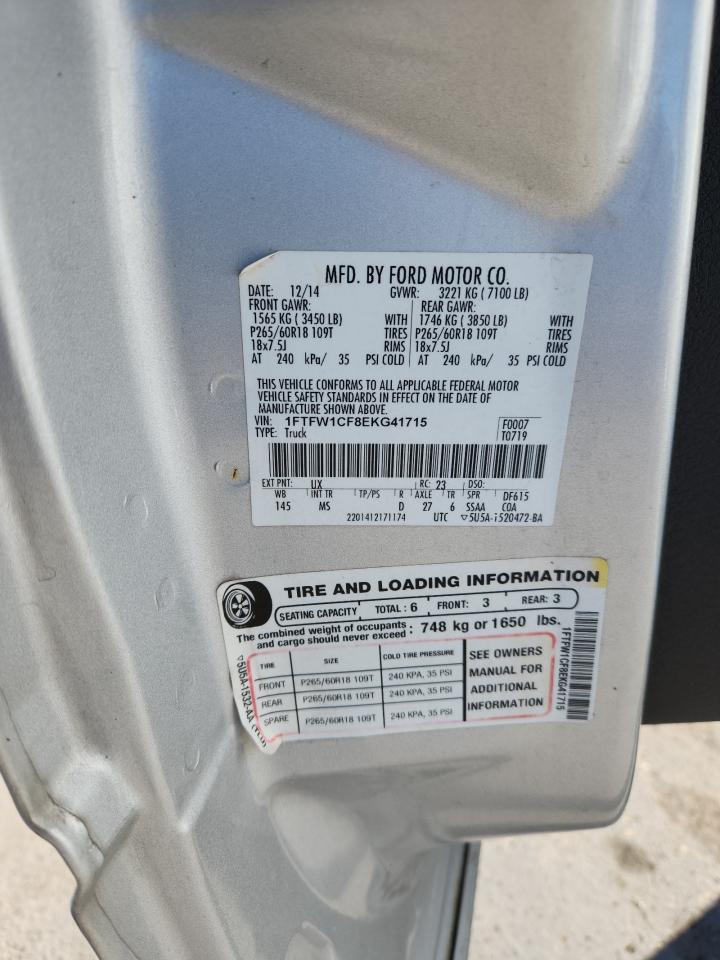 MFD. BY FORD MOTOR CO.
DATE: 12/14 GVWR: 3221 KG ( 7100 LB)
FRONT GAWR: REAR GAWR:
1565 KG ( 3450 LB) WITH 1746 KG ( 3850 LB) WITH
P265/60R18 109T TIRES P265/60R18 109T TIRES
18x7.5J RIMS 18x7.5J RIMS
AT 240 kPa/ 35 PSI COLD AT 240 kPa/ 35 PSI COLD
THIS VEHICLE CONFORMS TO ALL APPLICABLE FEDERAL MOTOR
VEHICLE SAFETY STANDARDS IN EFFECT ON THE DATE OF
MANUFACTURE SHOWN ABOVE.
VIN: 1FTFW1CF8EKG41715 F0007
TYPE: Truck T0719
EXT PNT: UX RC: 23 DSO:
WB INT TR TP/PS R AXLE TR SPR DF615
145 MS D 27 6 SSAA COA
2201412171174 UTC ▽5U5A-1520472-BA
TIRE AND LOADING INFORMATION
SEATING CAPACITY TOTAL : 6 FRONT: 3 REAR: 3
The combined weight of occupants : 748 kg or 1650 lbs.
and cargo should never exceed
TIRE SIZE COLD TIRE PRESSURE
FRONT P265/60R18 109T 240 KPA, 35 PSI
REAR P265/60R18 109T 240 KPA, 35 PSI
SPARE P265/60R18 109T 240 KPA, 35 PSI
SEE OWNERS
MANUAL FOR
ADDITIONAL
INFORMATION
▽5U5A-1532-AA (TLD)
1FTFW1CF8EKG41715